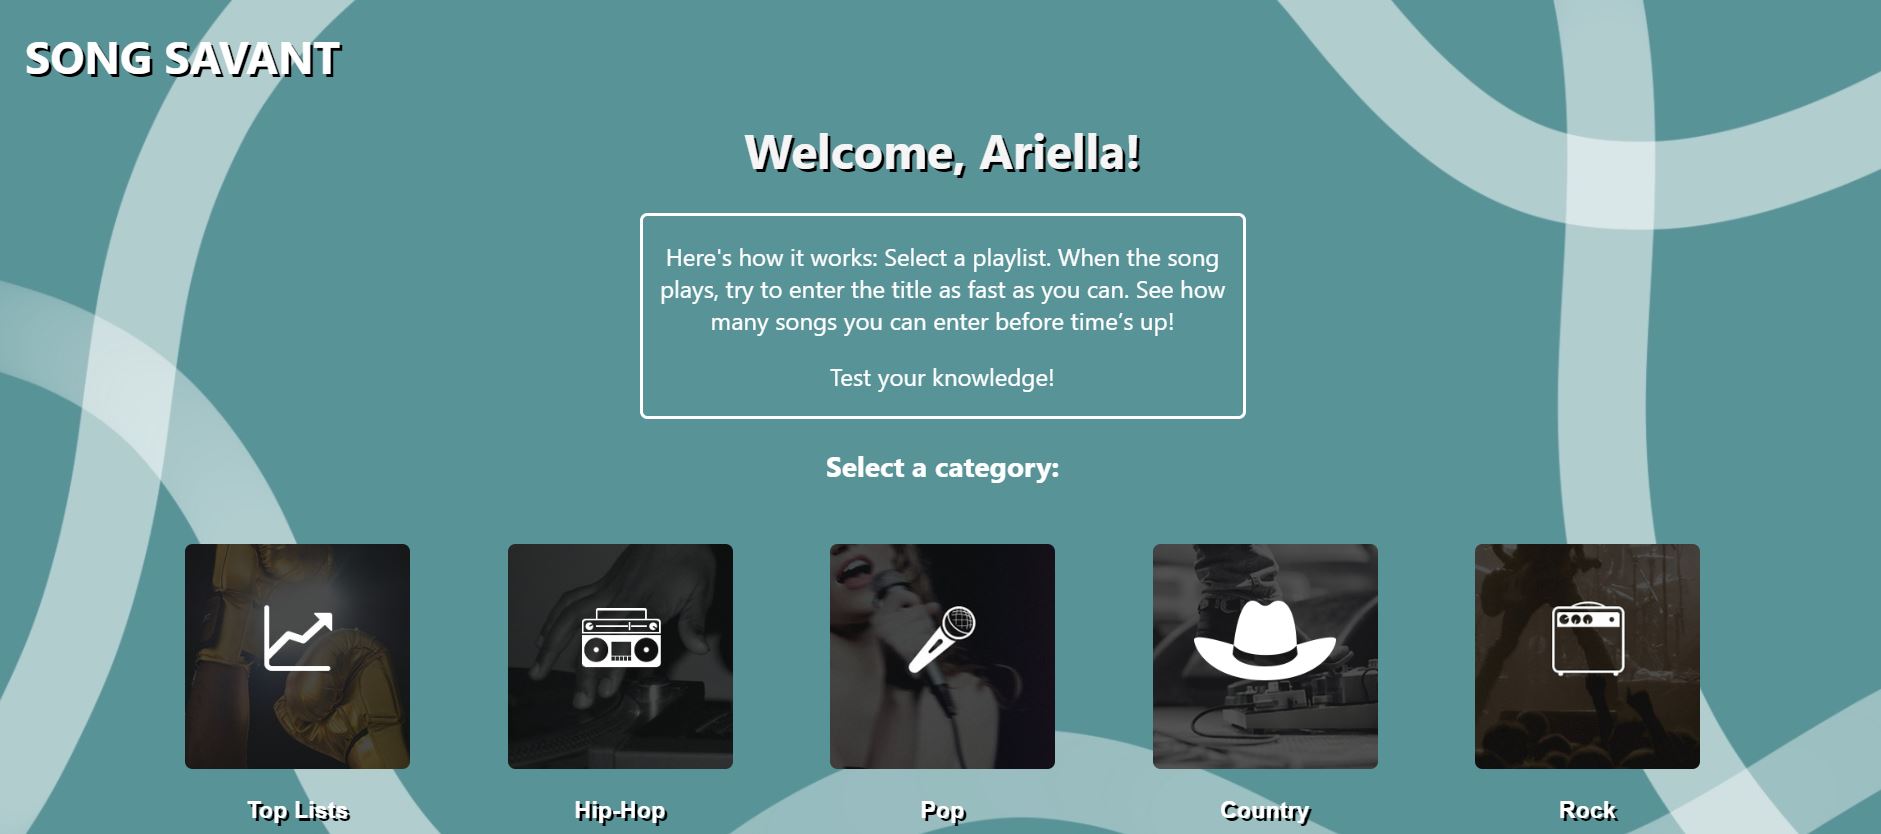 SONG SAVANT
Welcome, Ariella!
Here's how it works: Select a playlist. When the song
plays, try to enter the title as fast as you can. See how
many songs you can enter before time’s up!
Test your knowledge!
Select a category:
Top Lists
Hip-Hop
Pop
Country
Rock